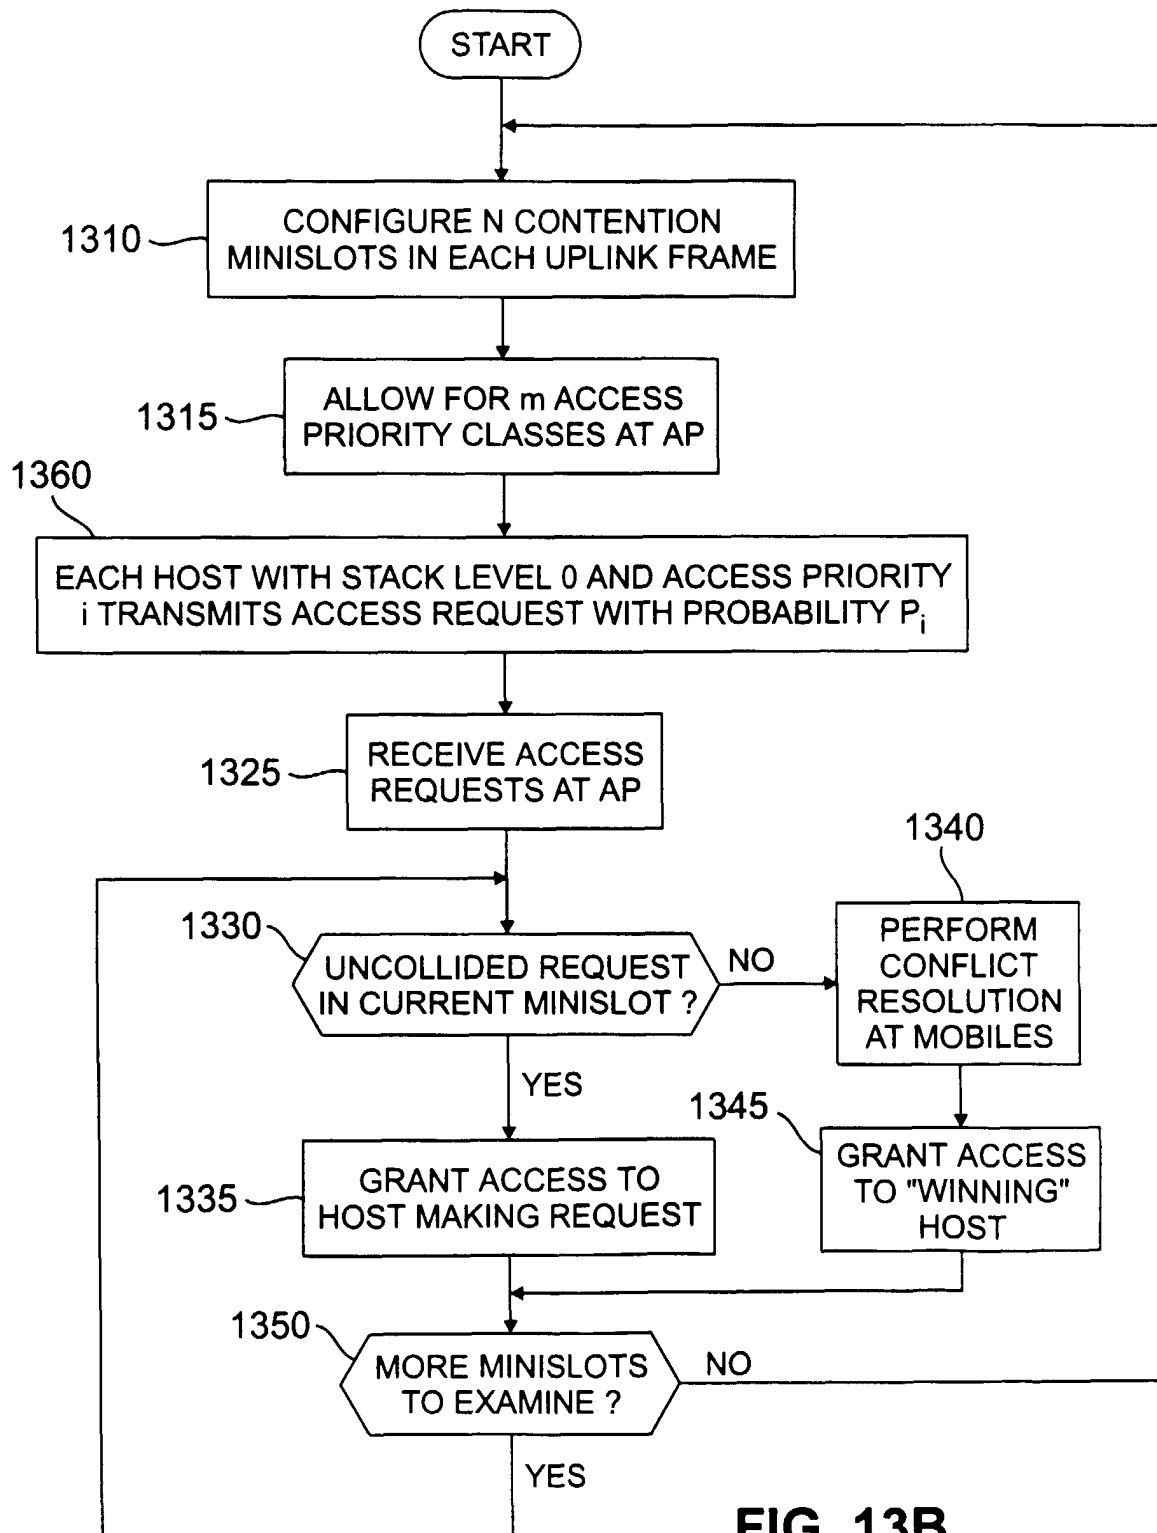 START
1310
CONFIGURE N CONTENTION
MINISLOTS IN EACH UPLINK FRAME
1315
ALLOW FOR m ACCESS
PRIORITY CLASSES AT AP
1360
EACH HOST WITH STACK LEVEL 0 AND ACCESS PRIORITY
i TRANSMITS ACCESS REQUEST WITH PROBABILITY Pi
1325
RECEIVE ACCESS
REQUESTS AT AP
1330
UNCOLLIDED REQUEST
IN CURRENT MINISLOT ?
NO
1340
PERFORM
CONFLICT
RESOLUTION
AT MOBILES
YES
1345
GRANT ACCESS
TO "WINNING"
HOST
1335
GRANT ACCESS TO
HOST MAKING REQUEST
1350
MORE MINISLOTS
TO EXAMINE ?
NO
YES
FIG. 13B